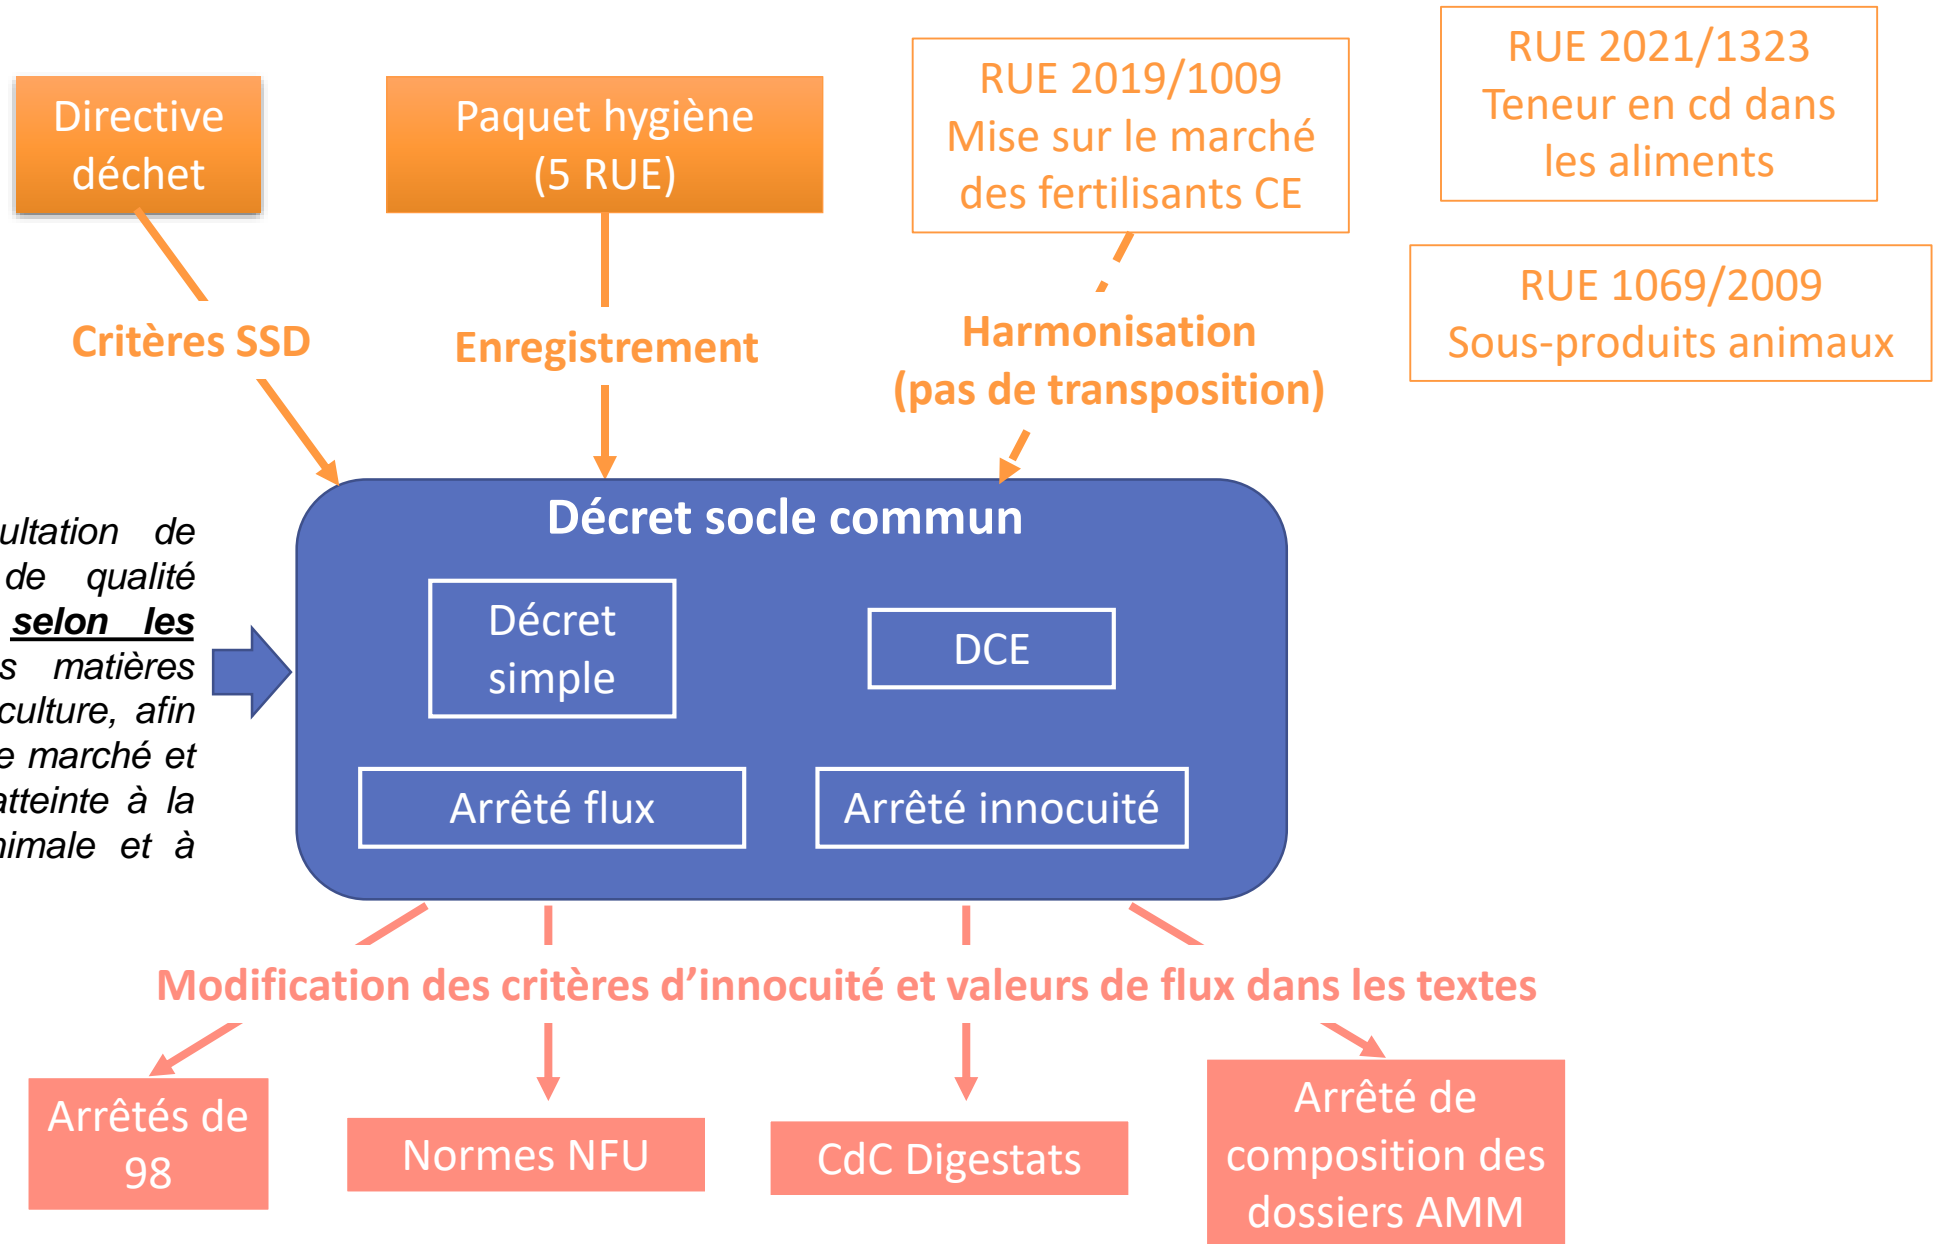 Directive
déchet
Paquet hygiène
(5 RUE)
RUE 2019/1009
Mise sur le marché
des fertilisants CE
RUE 2021/1323
Teneur en cd dans
les aliments
RUE 1069/2009
Sous-produits animaux
Critères SSD
Enregistrement
Harmonisation
(pas de transposition)
de
de qualité
selon les
matières
culture, afin
marché et
atteinte à la
et à
Décret socle commun
Décret
simple
DCE
Arrêté flux
Arrêté innocuité
Modification des critères d’innocuité et valeurs de flux dans les textes
Arrêtés de
98
Normes NFU
CdC Digestats
Arrêté de
composition des
dossiers AMM